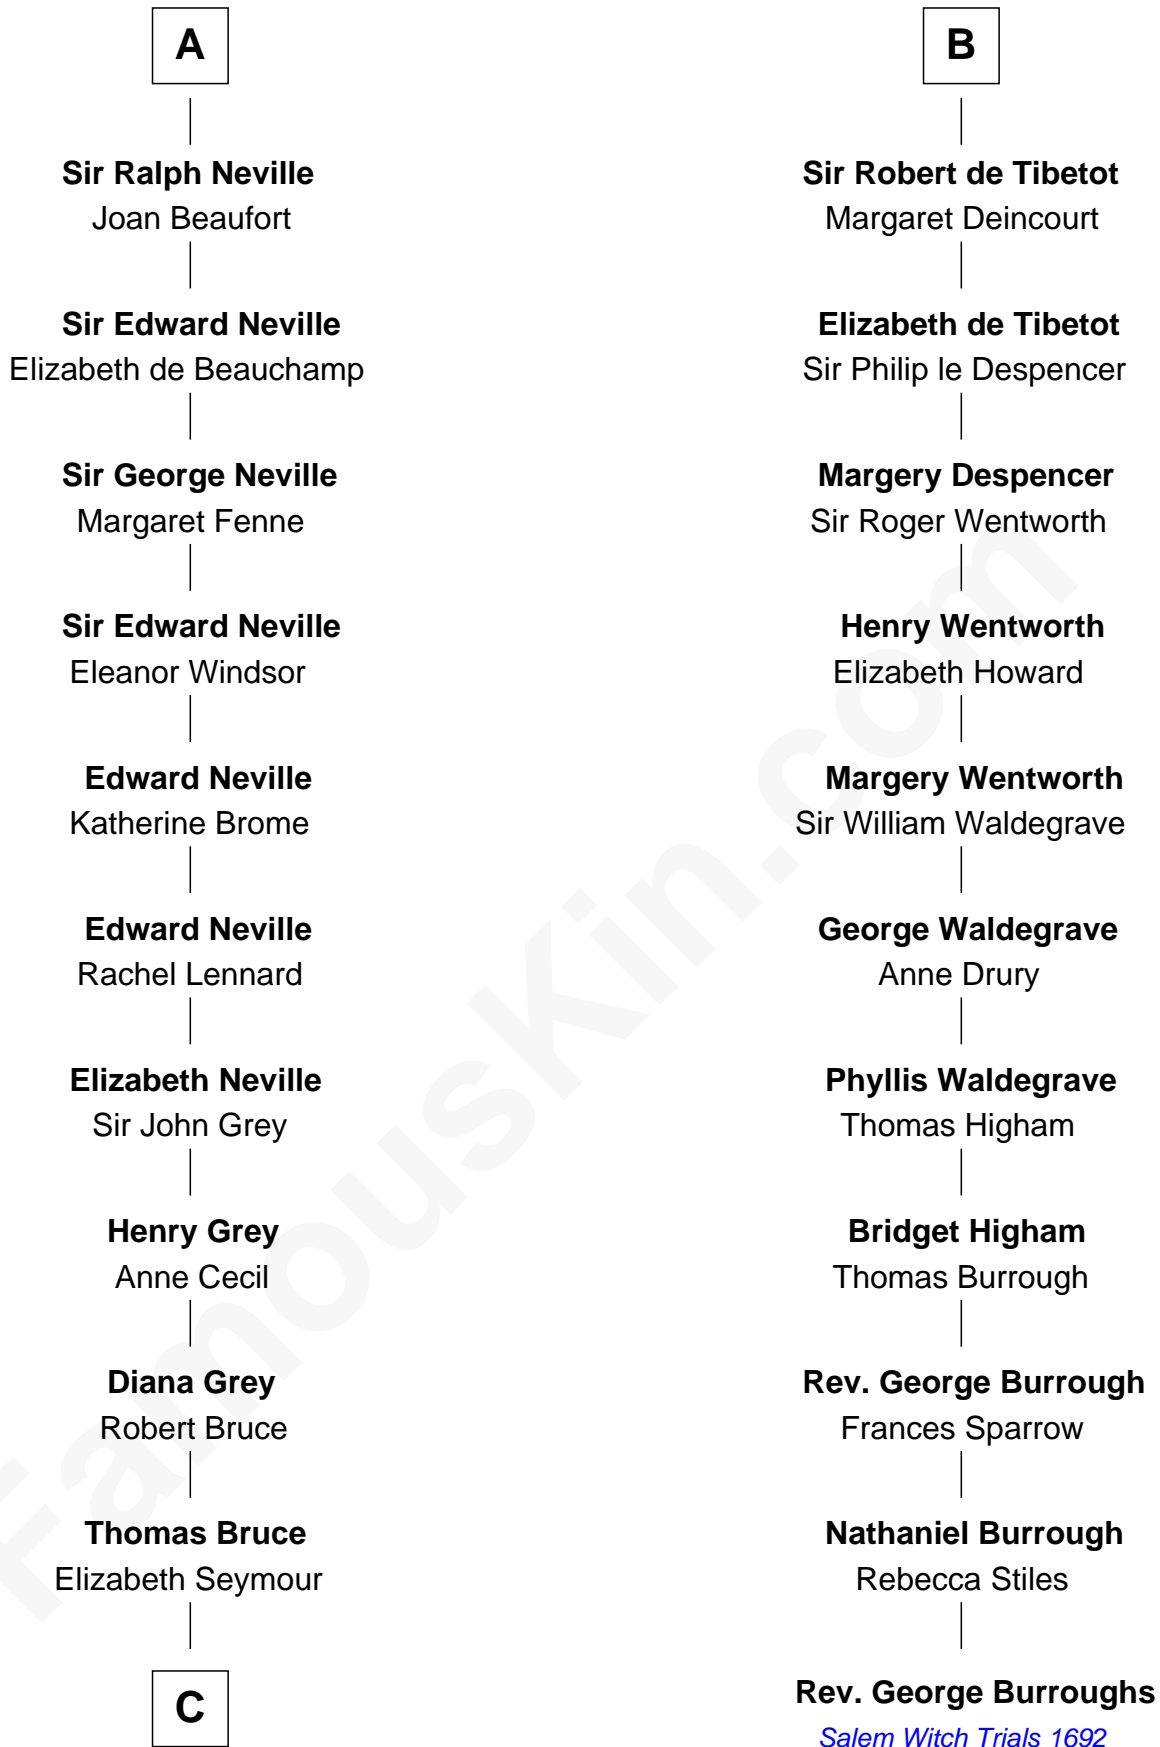 A
Sir Ralph Neville
Joan Beaufort
Sir Edward Neville
Elizabeth de Beauchamp
Sir George Neville
Margaret Fenne
Sir Edward Neville
Eleanor Windsor
Edward Neville
Katherine Brome
Edward Neville
Rachel Lennard
Elizabeth Neville
Sir John Grey
Henry Grey
Anne Cecil
Diana Grey
Robert Bruce
Thomas Bruce
Elizabeth Seymour
C
B
Sir Robert de Tibetot
Margaret Deincourt
Elizabeth de Tibetot
Sir Philip le Despencer
Margery Despencer
Sir Roger Wentworth
Henry Wentworth
Elizabeth Howard
Margery Wentworth
Sir William Waldegrave
George Waldegrave
Anne Drury
Phyllis Waldegrave
Thomas Higham
Bridget Higham
Thomas Burrough
Rev. George Burrough
Frances Sparrow
Nathaniel Burrough
Rebecca Stiles
Rev. George Burroughs
Salem Witch Trials 1692
FamousKin.com